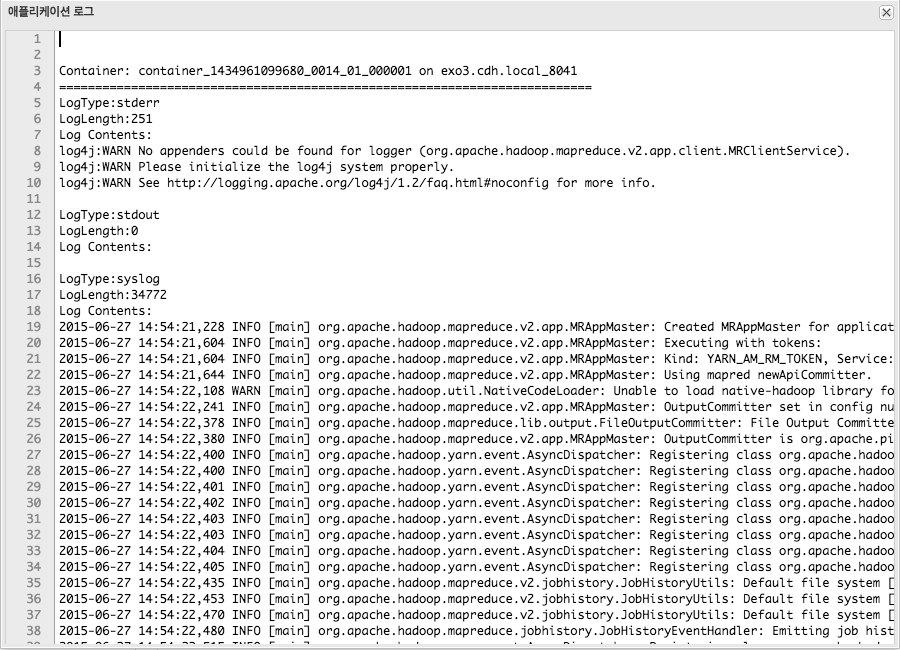 애플리케이션 로그
1
2
3 Container: container_1434961099680_0014_01_000001 on exo3.cdh.local_8041
4 ==========================================================================
5 LogType:stderr
6 LogLength:251
7 Log Contents:
8 log4j:WARN No appenders could be found for logger (org.apache.hadoop.mapreduce.v2.app.client.MRClientService).
9 log4j:WARN Please initialize the log4j system properly.
10 log4j:WARN See http://logging.apache.org/log4j/1.2/faq.html#noconfig for more info.
11
12 LogType:stdout
13 LogLength:0
14 Log Contents:
15
16 LogType:syslog
17 LogLength:34772
18 Log Contents:
19 2015-06-27 14:54:21,228 INFO [main] org.apache.hadoop.mapreduce.v2.app.MRAppMaster: Created MRAppMaster for applicat
20 2015-06-27 14:54:21,604 INFO [main] org.apache.hadoop.mapreduce.v2.app.MRAppMaster: Executing with tokens:
21 2015-06-27 14:54:21,604 INFO [main] org.apache.hadoop.mapreduce.v2.app.MRAppMaster: Kind: YARN_AM_RM_TOKEN, Service:
22 2015-06-27 14:54:21,644 INFO [main] org.apache.hadoop.mapreduce.v2.app.MRAppMaster: Using mapred newApiCommitter.
23 2015-06-27 14:54:22,108 WARN [main] org.apache.hadoop.util.NativeCodeLoader: Unable to load native-hadoop library fo
24 2015-06-27 14:54:22,241 INFO [main] org.apache.hadoop.mapreduce.v2.app.MRAppMaster: OutputCommitter set in config nu
25 2015-06-27 14:54:22,378 INFO [main] org.apache.hadoop.mapreduce.lib.output.FileOutputCommitter: File Output Committe
26 2015-06-27 14:54:22,380 INFO [main] org.apache.hadoop.mapreduce.v2.app.MRAppMaster: OutputCommitter is org.apache.pi
27 2015-06-27 14:54:22,400 INFO [main] org.apache.hadoop.yarn.event.AsyncDispatcher: Registering class org.apache.hadoo
28 2015-06-27 14:54:22,400 INFO [main] org.apache.hadoop.yarn.event.AsyncDispatcher: Registering class org.apache.hadoo
29 2015-06-27 14:54:22,401 INFO [main] org.apache.hadoop.yarn.event.AsyncDispatcher: Registering class org.apache.hadoo
30 2015-06-27 14:54:22,402 INFO [main] org.apache.hadoop.yarn.event.AsyncDispatcher: Registering class org.apache.hadoo
31 2015-06-27 14:54:22,403 INFO [main] org.apache.hadoop.yarn.event.AsyncDispatcher: Registering class org.apache.hadoo
32 2015-06-27 14:54:22,403 INFO [main] org.apache.hadoop.yarn.event.AsyncDispatcher: Registering class org.apache.hadoo
33 2015-06-27 14:54:22,404 INFO [main] org.apache.hadoop.yarn.event.AsyncDispatcher: Registering class org.apache.hadoo
34 2015-06-27 14:54:22,405 INFO [main] org.apache.hadoop.yarn.event.AsyncDispatcher: Registering class org.apache.hadoo
35 2015-06-27 14:54:22,435 INFO [main] org.apache.hadoop.mapreduce.v2.jobhistory.JobHistoryUtils: Default file system [
36 2015-06-27 14:54:22,453 INFO [main] org.apache.hadoop.mapreduce.v2.jobhistory.JobHistoryUtils: Default file system [
37 2015-06-27 14:54:22,470 INFO [main] org.apache.hadoop.mapreduce.v2.jobhistory.JobHistoryUtils: Default file system [
38 2015-06-27 14:54:22,480 INFO [main] org.apache.hadoop.mapreduce.jobhistory.JobHistoryEventHandler: Emitting job hist